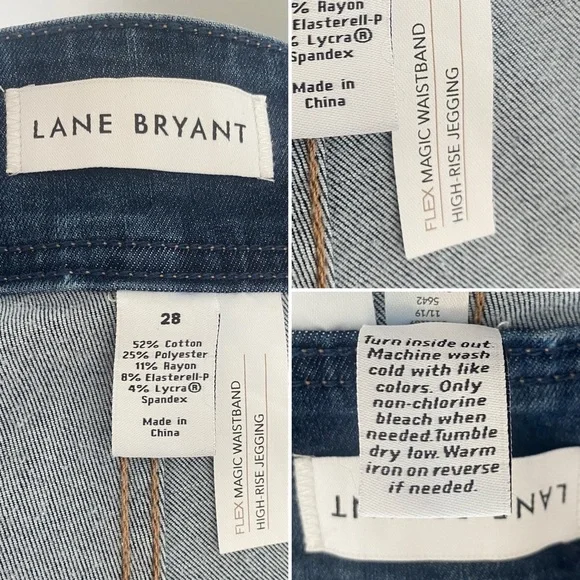 LANE BRYANT
28
52% Cotton
25% Polyester
11% Rayon
8% Elasterell-P
4% Lycra®
Spandex
Made in
China
FLEX MAGIC WAISTBAND
HIGH-RISE JEGGING
% Rayon
Elasterell-P
% Lycra®
Spandex
Made in
China
FLEX MAGIC WAISTBAND
HIGH-RISE JEGGING
5642
11/19
Turn inside out.
Machine wash
cold with like
colors. Only
non-chlorine
bleach when
needed.Tumble
dry low. Warm
iron on reverse
if needed.
LANE
ANT